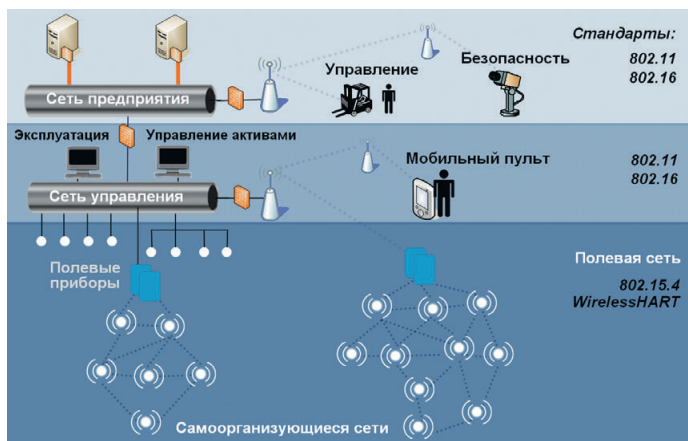 Стандарты:
802.11
802.16
Безопасность
Управление
Сеть предприятия
Эксплуатация
Управление активами
Сеть управления
Мобильный пульт
802.11
802.16
Полевые
приборы
Полевая сеть
802.15.4
WirelessHART
Самоорганизующиеся сети